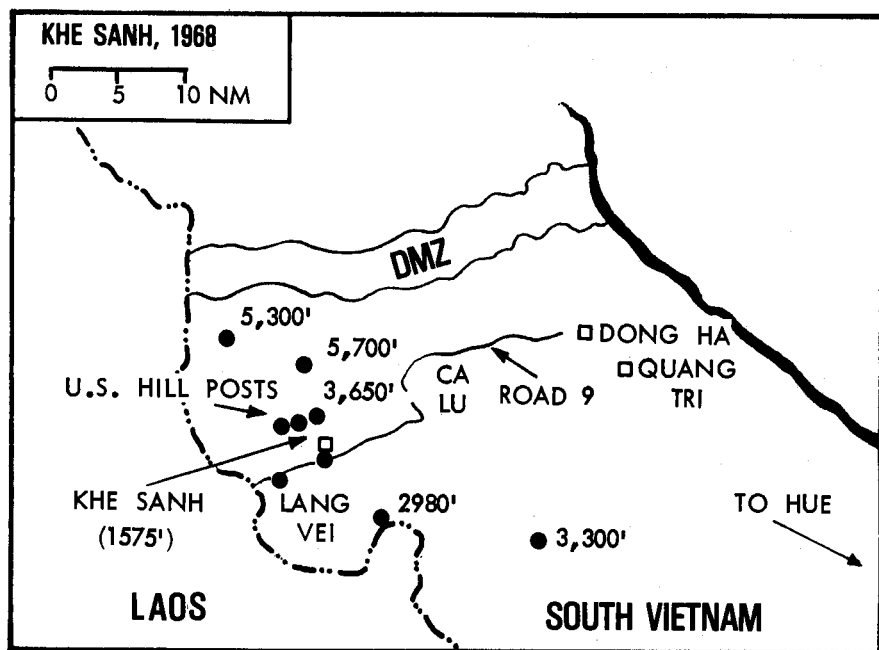 KHE SANH, 1968
0 5 10 NM
DMZ
5,300'
5,700'
DONG HA
QUANG
TRI
CA
LU
ROAD 9
U.S. HILL POSTS
3,650'
KHE SANH
(1575')
LANG
VEI
2980'
3,300'
TO HUE
LAOS
SOUTH VIETNAM